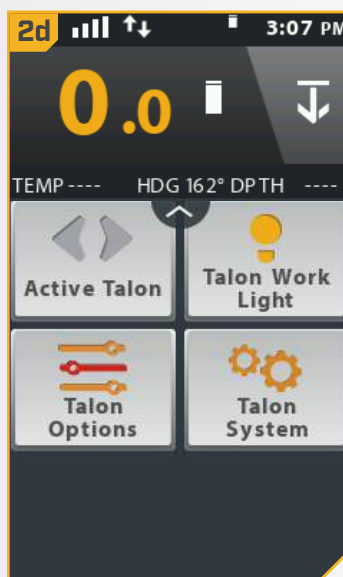 2d 3:07 PM
0.0
TEMP ---- HDG 162° DPTH ----
Active Talon
Talon Work
Light
Talon
Options
Talon
System